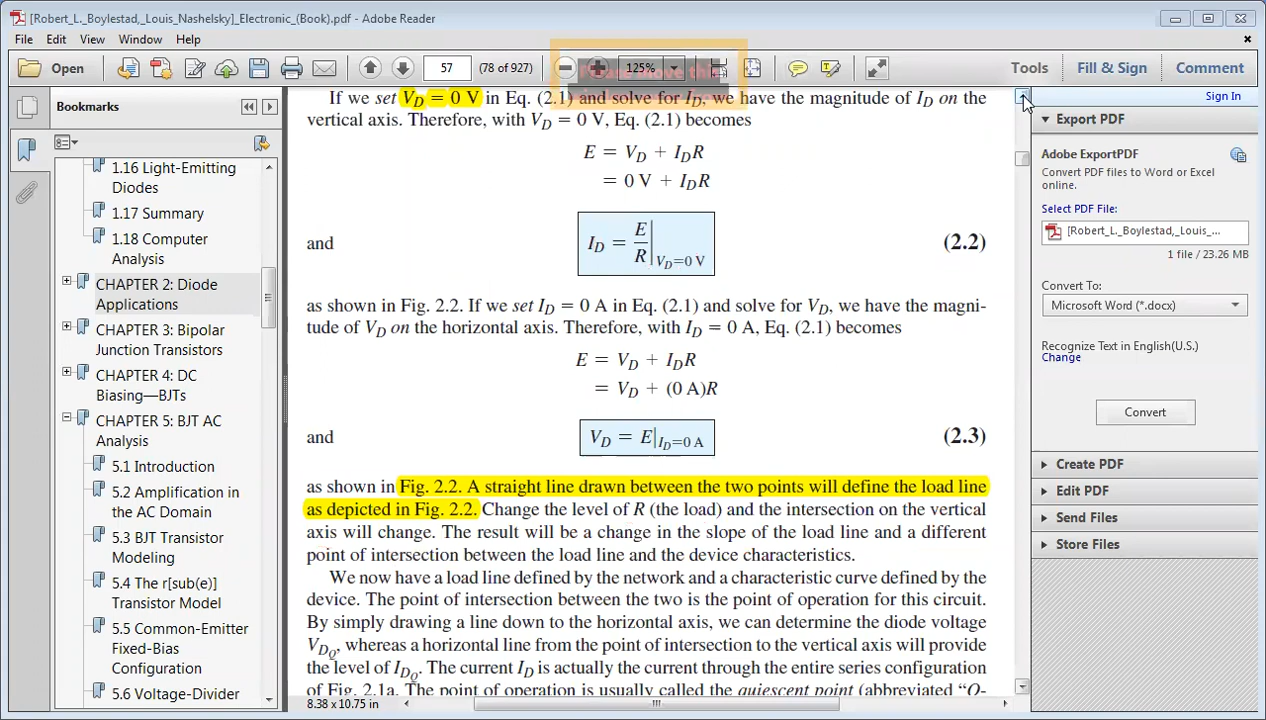 [Robert_L._Boylestad,_Louis_Nashelsky]_Electronic_(Book).pdf - Adobe Reader
File Edit View Window Help
Open 57 (78 of 927) 125% Tools Fill & Sign Comment
Bookmarks
1.16 Light-Emitting
Diodes
1.17 Summary
1.18 Computer
Analysis
CHAPTER 2: Diode
Applications
CHAPTER 3: Bipolar
Junction Transistors
CHAPTER 4: DC
Biasing—BJTs
CHAPTER 5: BJT AC
Analysis
5.1 Introduction
5.2 Amplification in
the AC Domain
5.3 BJT Transistor
Modeling
5.4 The r[sub(e)]
Transistor Model
5.5 Common-Emitter
Fixed-Bias
Configuration
5.6 Voltage-Divider
If we set V_D = 0 V in Eq. (2.1) and solve for I_D, we have the magnitude of I_D on the
vertical axis. Therefore, with V_D = 0 V, Eq. (2.1) becomes
E = V_D + I_D R
= 0 V + I_D R
and I_D = E/R |V_D=0 V (2.2)
as shown in Fig. 2.2. If we set I_D = 0 A in Eq. (2.1) and solve for V_D, we have the magni-
tude of V_D on the horizontal axis. Therefore, with I_D = 0 A, Eq. (2.1) becomes
E = V_D + I_D R
= V_D + (0 A)R
and V_D = E|I_D=0 A (2.3)
as shown in Fig. 2.2. A straight line drawn between the two points will define the load line
as depicted in Fig. 2.2. Change the level of R (the load) and the intersection on the vertical
axis will change. The result will be a change in the slope of the load line and a different
point of intersection between the load line and the device characteristics.
We now have a load line defined by the network and a characteristic curve defined by the
device. The point of intersection between the two is the point of operation for this circuit.
By simply drawing a line down to the horizontal axis, we can determine the diode voltage
V_DQ, whereas a horizontal line from the point of intersection to the vertical axis will provide
the level of I_DQ. The current I_D is actually the current through the entire series configuration
of Fig. 2.1a. The point of operation is usually called the quiescent point (abbreviated “Q-
8.38 x 10.75 in
Sign In
Export PDF
Adobe ExportPDF
Convert PDF files to Word or Excel
online.
Select PDF File:
[Robert_L._Boylestad,_Louis_...
1 file / 23.26 MB
Convert To:
Microsoft Word (*.docx)
Recognize Text in English(U.S.)
Change
Convert
Create PDF
Edit PDF
Send Files
Store Files